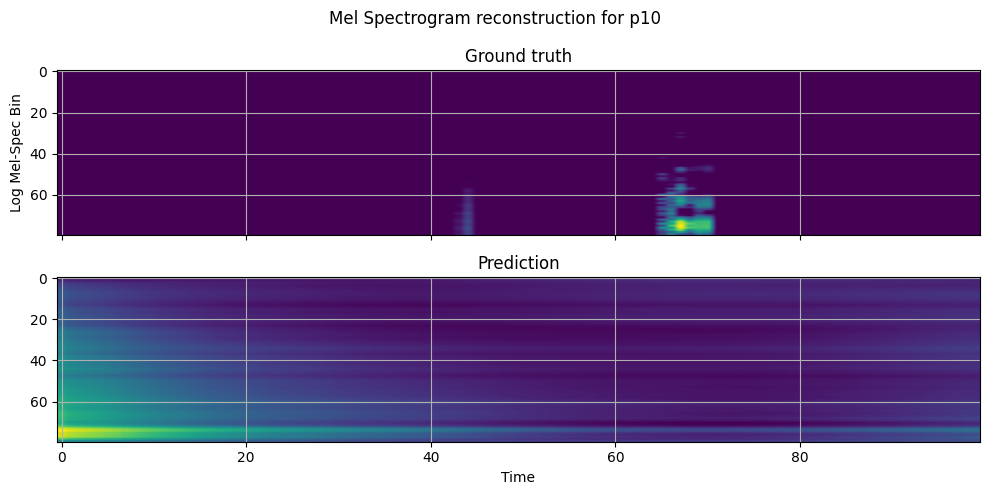 Mel Spectrogram reconstruction for p10
Ground truth
0
20
40
60
Log Mel-Spec Bin
Prediction
0
20
40
60
0 20 40 60 80
Time